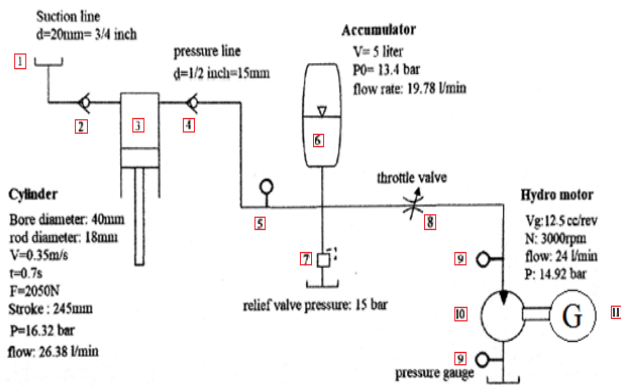 Suction line
d=20mm= 3/4 inch
1
2
3
pressure line
d=1/2 inch=15mm
4
Accumulator
V= 5 liter
P0= 13.4 bar
flow rate: 19.78 l/min
6
5
throttle valve
8
7
relief valve pressure: 15 bar
Cylinder
Bore diameter: 40mm
rod diameter: 18mm
V=0.35m/s
t=0.7s
F=2050N
Stroke : 245mm
P=16.32 bar
flow: 26.38 l/min
Hydro motor
Vg:12.5 cc/rev
N: 3000rpm
flow: 24 l/min
P: 14.92 bar
9
10
G
11
9
pressure gauge